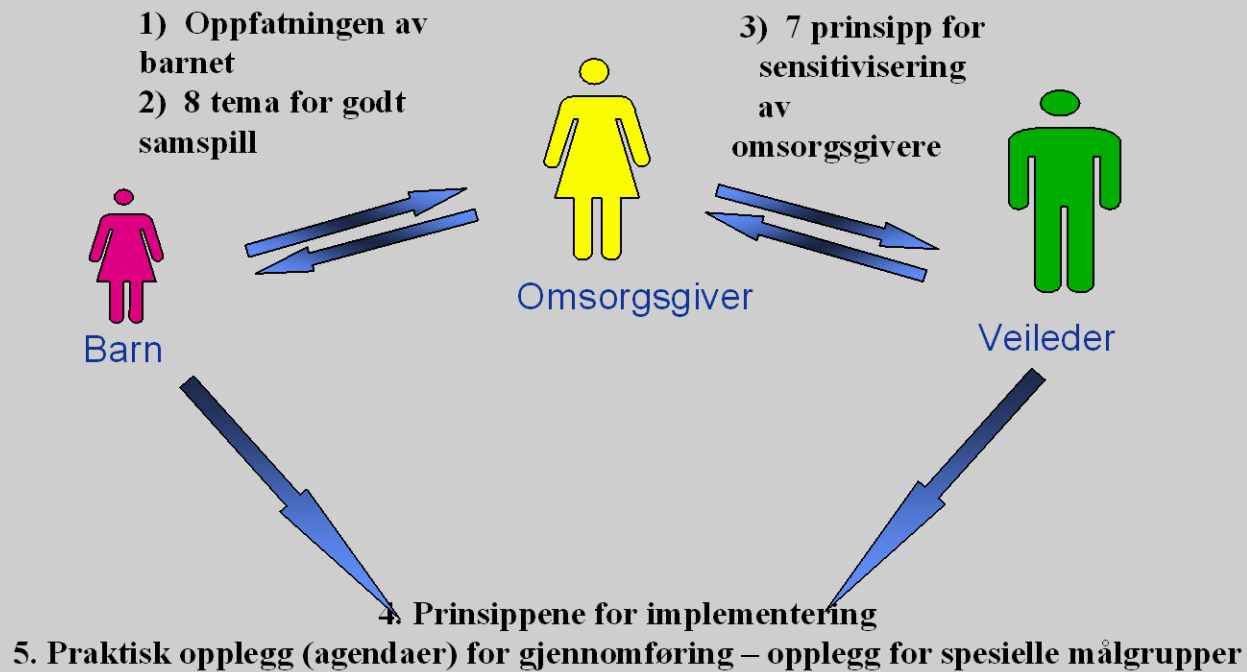 1) Oppfatningen av
barnet
2) 8 tema for godt
samspill
3) 7 prinsipp for
sensitivisering
av
omsorgsgivere
Barn
Omsorgsgiver
Veileder
4. Prinsippene for implementering
5. Praktisk opplegg (agendaer) for gjennomføring – opplegg for spesielle målgrupper